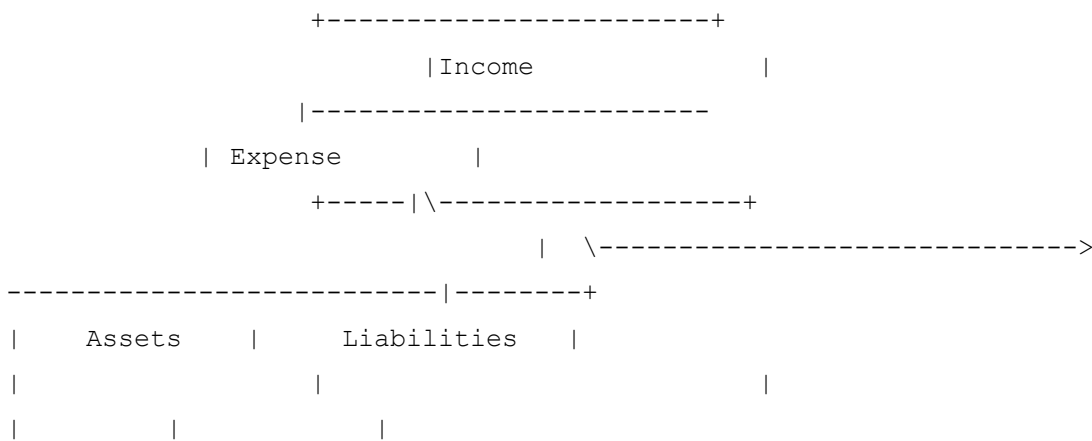 +------------------------+
|Income |
|-------------------------
| Expense |
+-----|\-------------------+
| \------------------------------>
---------------------------|--------+
| Assets | Liabilities |
| | |
| | |